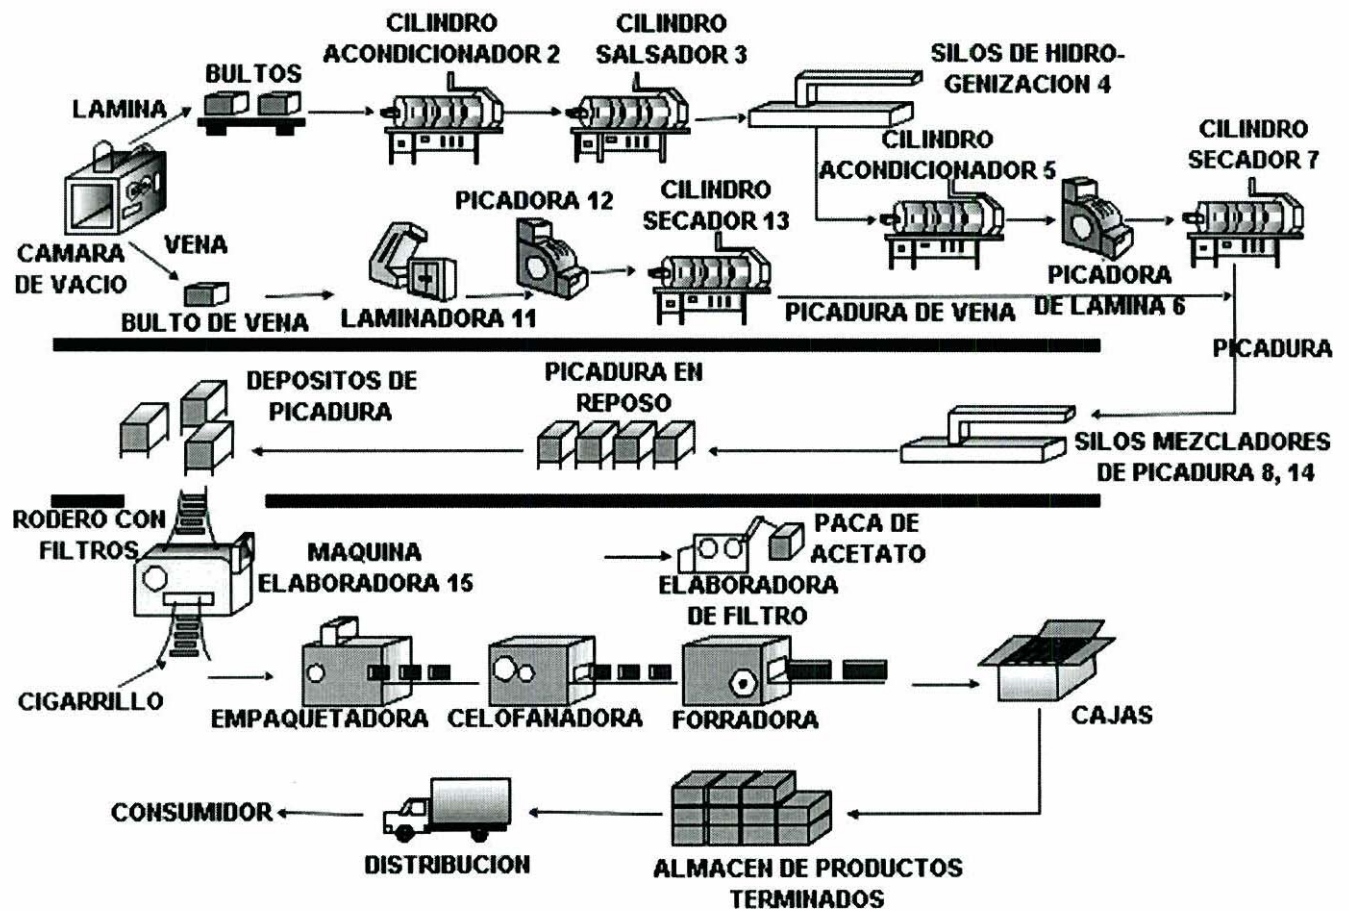 CILINDRO
ACONDICIONADOR 2
CILINDRO
SALSADOR 3
SILOS DE HIDRO-
GENIZACION 4
BULTOS
LAMINA
CILINDRO
ACONDICIONADOR 5
CILINDRO
SECADOR 7
PICADORA 12
CILINDRO
SECADOR 13
VENA
CAMARA
DE VACIO
BULTO DE VENA
LAMINADORA 11
PICADURA DE VENA
PICADORA
DE LAMINA 6
PICADURA
DEPOSITOS DE
PICADURA
PICADURA EN
REPOSO
SILOS MEZCLADORES
DE PICADURA 8, 14
RODERO CON
FILTROS
MAQUINA
ELABORADORA 15
PACA DE
ACETATO
ELABORADORA
DE FILTRO
CIGARRILLO
EMPAQUETADORA
CELOFANADORA
FORRADORA
CAJAS
CONSUMIDOR
DISTRIBUCION
ALMACEN DE PRODUCTOS
TERMINADOS